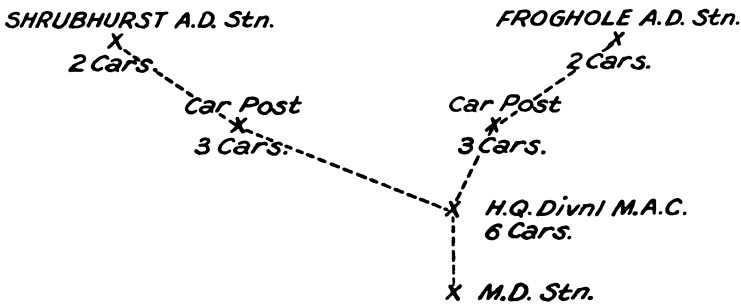 SHRUBHURST A.D. Stn.
2 Cars.
Car Post
3 Cars.
FROGHOLE A.D. Stn.
2 Cars.
Car Post
3 Cars.
H.Q. Divnl M.A.C.
6 Cars.
M.D. Stn.